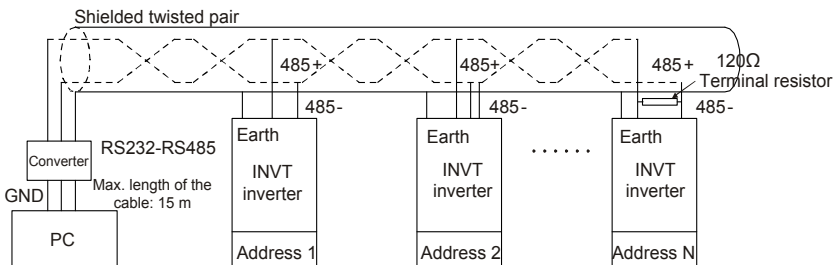 Shielded twisted pair
485+
485+
485+
120Ω
Terminal resistor
485-
485-
485-
Converter
RS232-RS485
Max. length of the
cable: 15 m
GND
PC
Earth
INVT
inverter
Address 1
Earth
INVT
inverter
Address 2
......
Earth
INVT
inverter
Address N